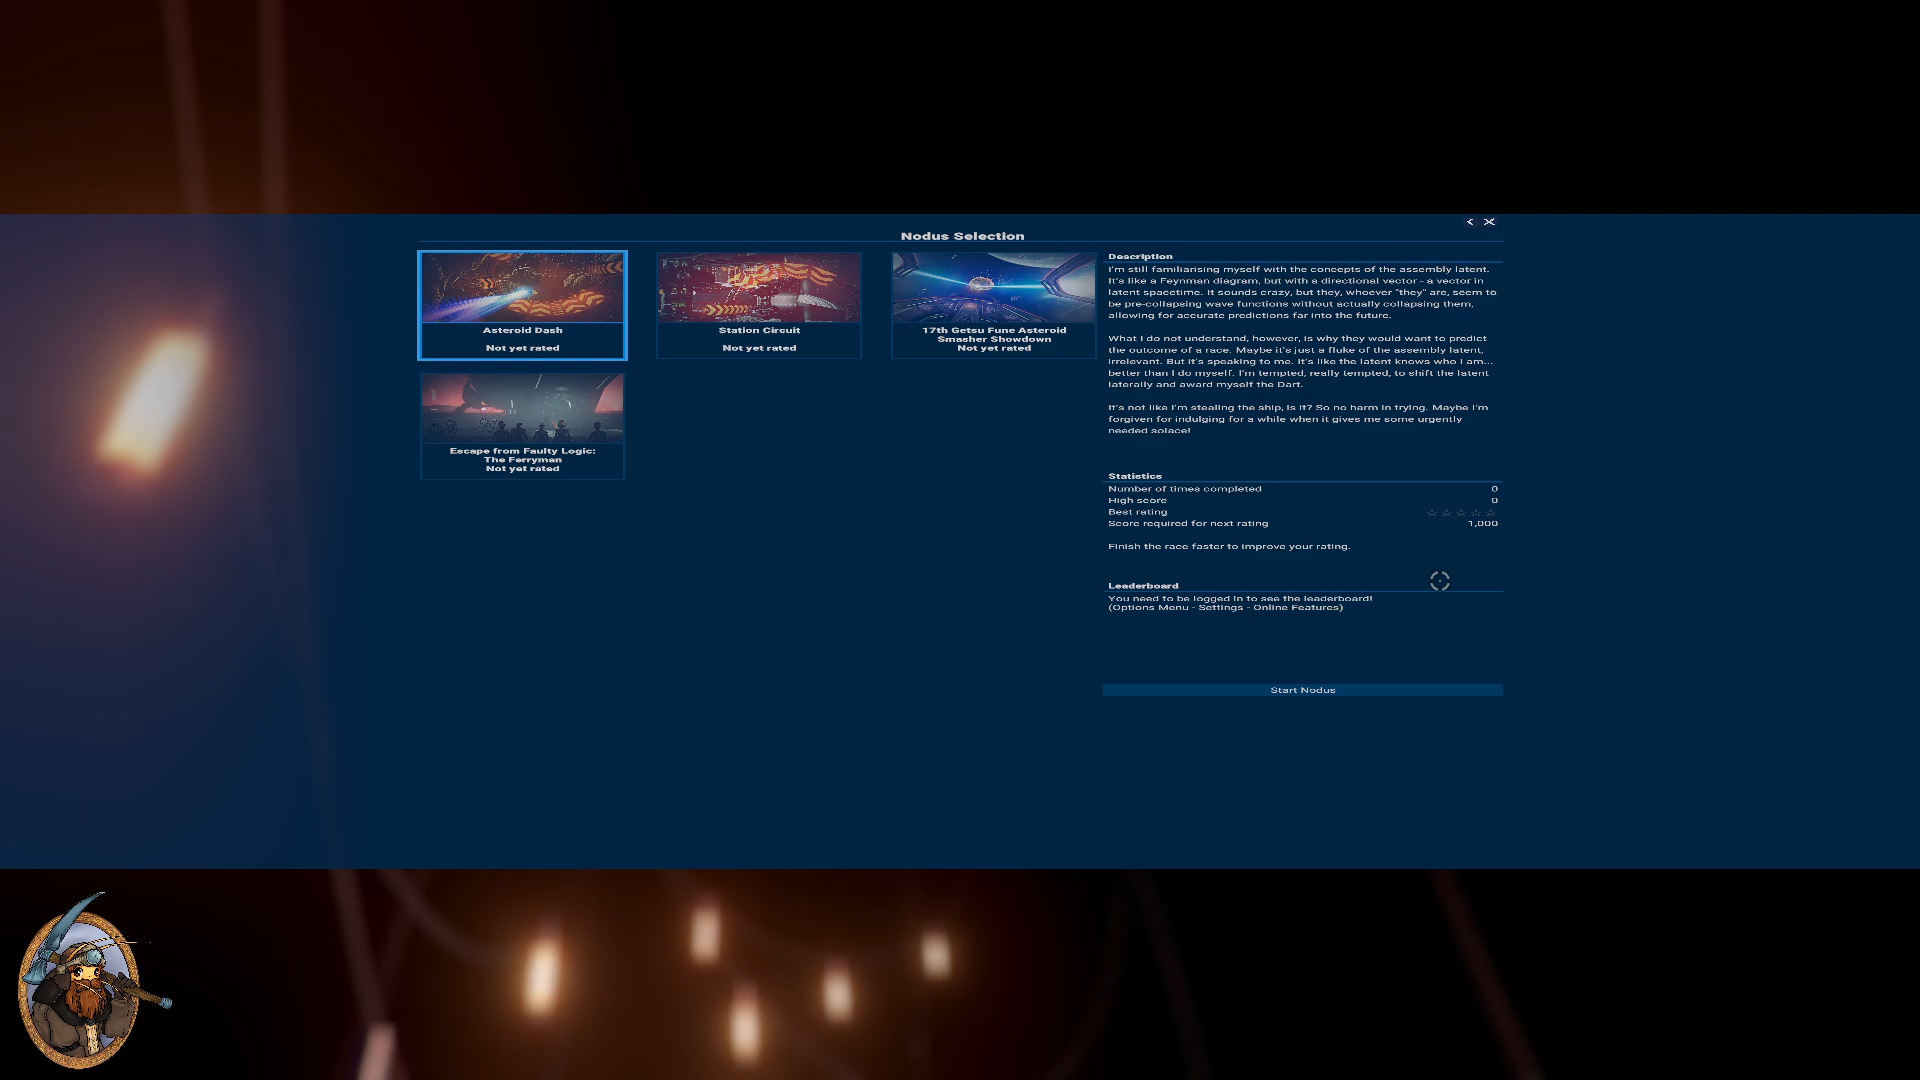 < X
Nodus Selection
Asteroid Dash
Not yet rated
Station Circuit
Not yet rated
17th Getsu Fune Asteroid
Smasher Showdown
Not yet rated
Escape from Faulty Logic:
The Ferryman
Not yet rated
Description
I'm still familiarising myself with the concepts of the assembly latent.
It's like a Feynman diagram, but with a directional vector - a vector in
latent spacetime. It sounds crazy, but they, whoever "they" are, seem to
be pre-collapsing wave functions without actually collapsing them,
allowing for accurate predictions far into the future.
What I do not understand, however, is why they would want to predict
the outcome of a race. Maybe it's just a fluke of the assembly latent,
irrelevant. But it's speaking to me. It's like the latent knows who I am...
better than I do myself. I'm tempted, really tempted, to shift the latent
laterally and award myself the Dart.
It's not like I'm stealing the ship, is it? So no harm in trying. Maybe I'm
forgiven for indulging for a while when it gives me some urgently
needed solace!
Statistics
Number of times completed 0
High score 0
Best rating ☆ ☆ ☆ ☆ ☆
Score required for next rating 1,000
Finish the race faster to improve your rating.
Leaderboard
You need to be logged in to see the leaderboard!
(Options Menu - Settings - Online Features)
Start Nodus